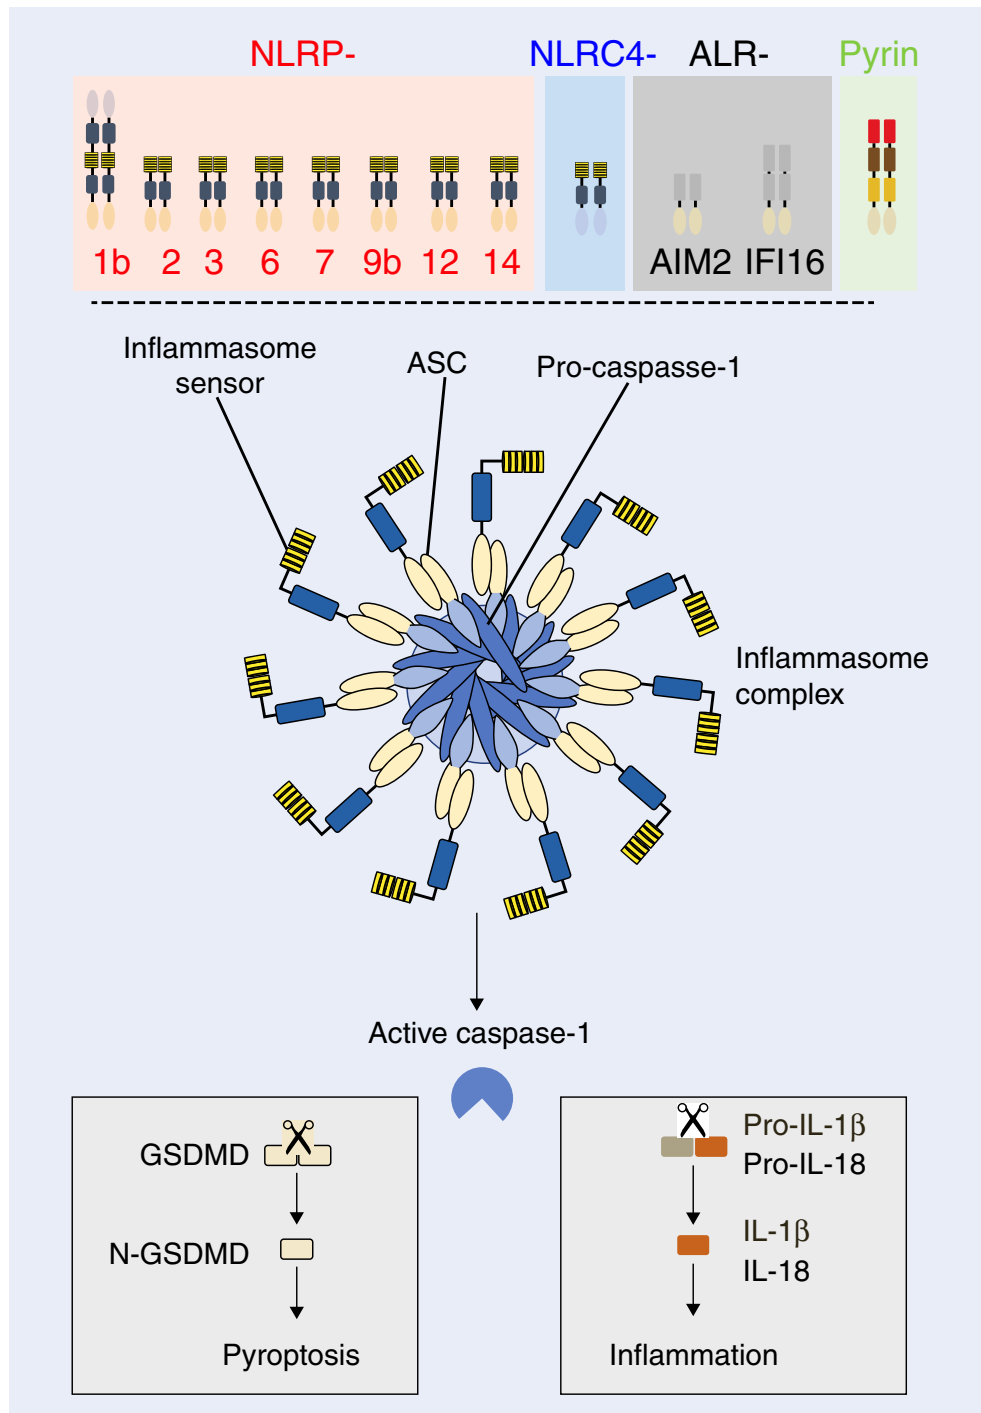 NLRP-
NLRC4-
ALR-
Pyrin
1b 2 3 6 7 9b 12 14
AIM2 IFI16
Inflammasome
sensor
ASC
Pro-caspasse-1
Inflammasome
complex
Active caspase-1
GSDMD
N-GSDMD
Pyroptosis
Pro-IL-1β
Pro-IL-18
IL-1β
IL-18
Inflammation